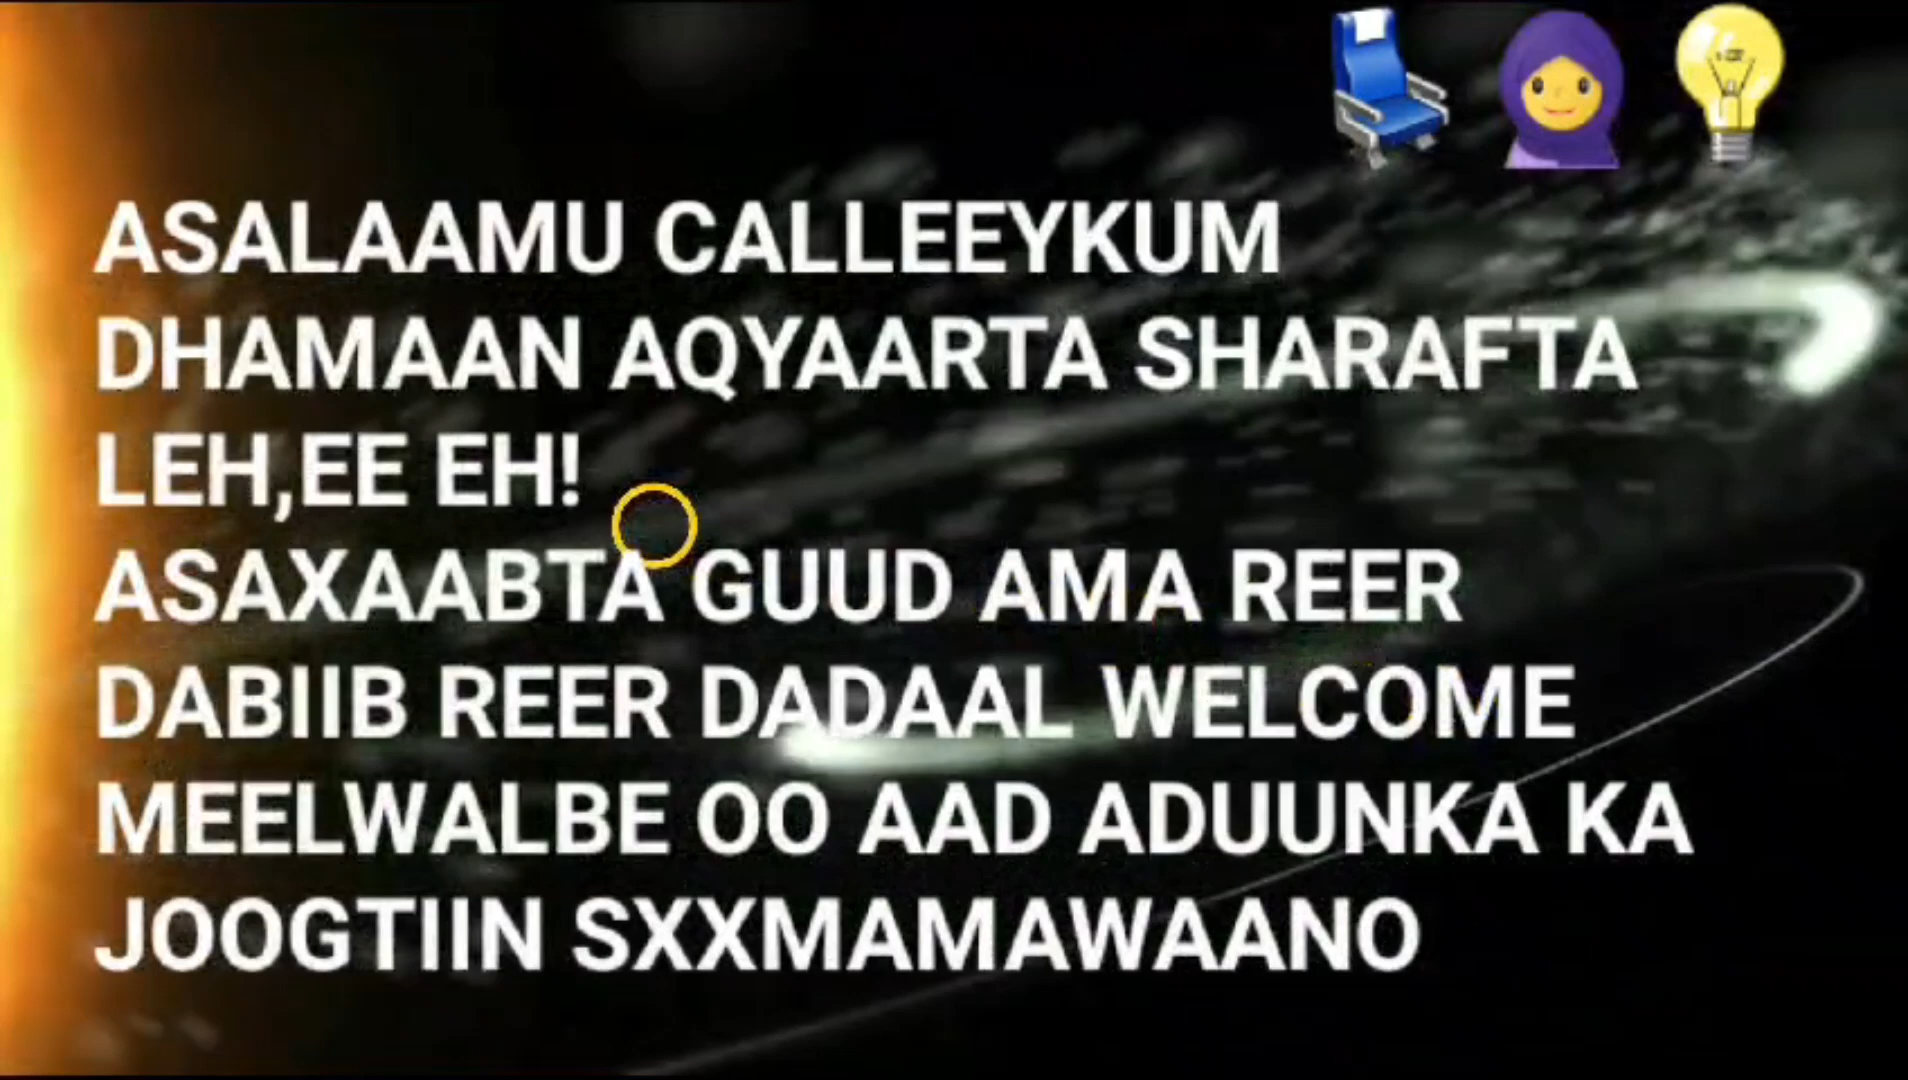 ASALAAMU CALLEEYKUM
DHAMAAN AQYAARTA SHARAFTA
LEH,EE EH!
ASAXAABTA GUUD AMA REER
DABIIB REER DADAAL WELCOME
MEELWALBE OO AAD ADUUNKA KA
JOOGTIIN SXXMAMAWAANO